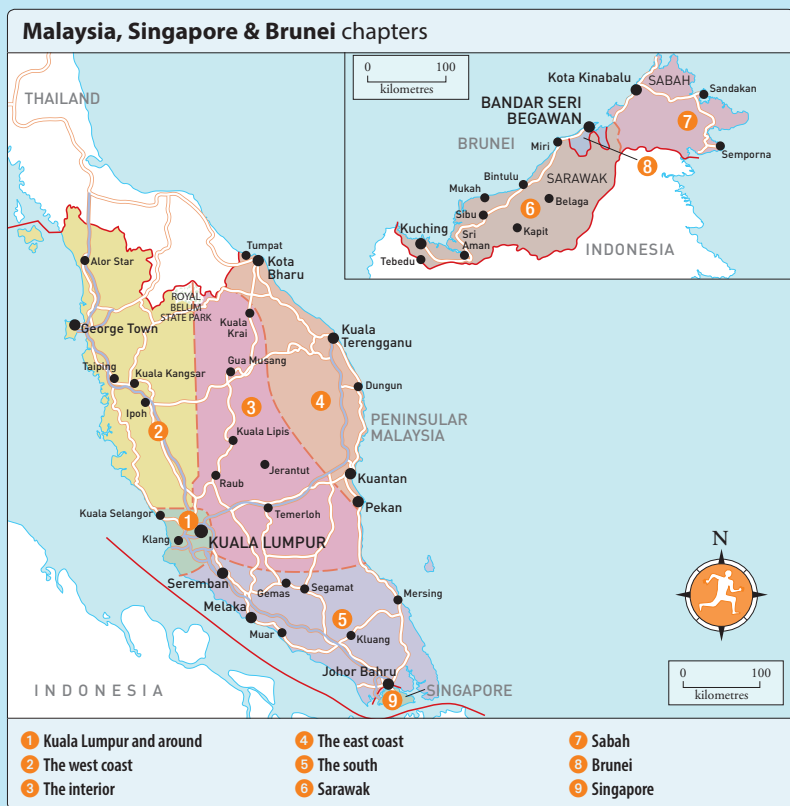 Malaysia, Singapore & Brunei chapters
THAILAND
Alor Star
George Town
Taiping
Kuala Kangsar
Ipoh
2
ROYAL
BELUM
STATE PARK
Tumpat
Kota
Bharu
Kuala
Krai
Gua Musang
3
Kuala Lipis
Jerantut
Raub
Temerloh
Kuala
Terengganu
Dungun
4
PENINSULAR
MALAYSIA
Kuantan
Pekan
Kuala Selangor
1
Klang
KUALA LUMPUR
Seremban
Gemas
Segamat
Melaka
Muar
5
Kluang
Mersing
Johor Bahru
SINGAPORE
9
INDONESIA
0
100
kilometres
Kota Kinabalu
SABAH
Sandakan
7
Semporna
BANDAR SERI
BEGAWAN
BRUNEI
8
Miri
Bintulu
SARAWAK
Mukah
Belaga
6
Sibu
Kapit
Kuching
Sri
Aman
Tebedu
INDONESIA
N
0
100
kilometres
1 Kuala Lumpur and around
2 The west coast
3 The interior
4 The east coast
5 The south
6 Sarawak
7 Sabah
8 Brunei
9 Singapore